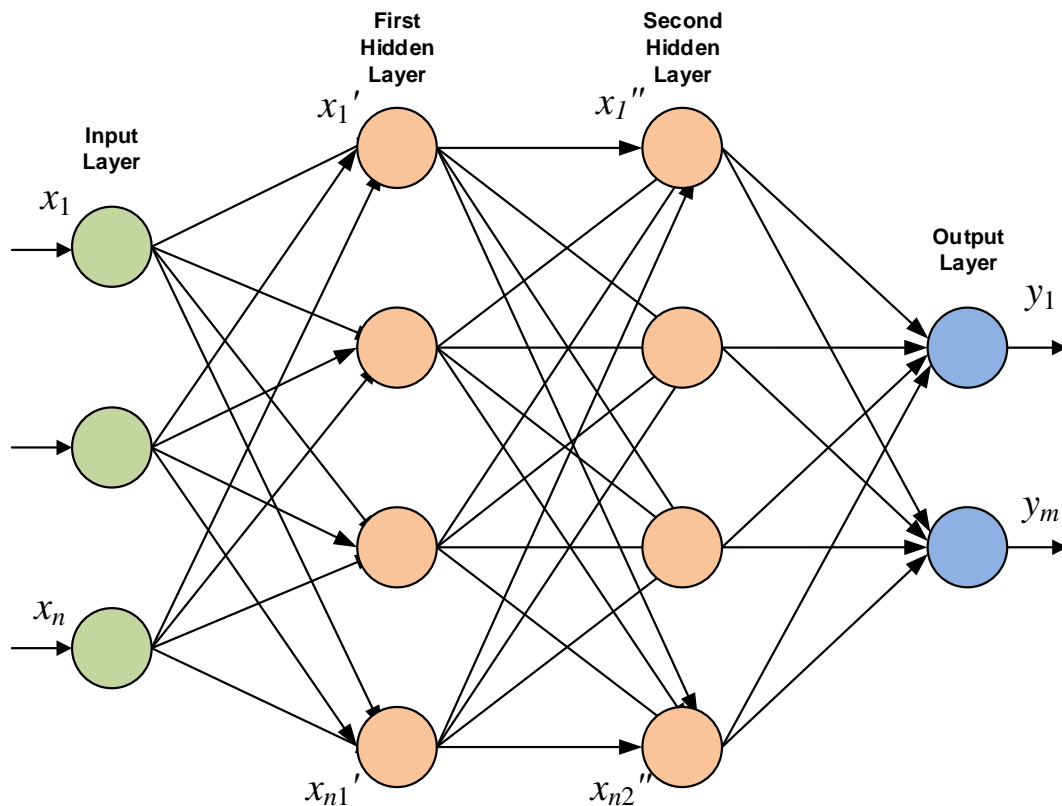 First
Hidden
Layer
Second
Hidden
Layer
x1'
x1''
Input
Layer
x1
Output
Layer
y1
ym
xn
xn1'
xn2''